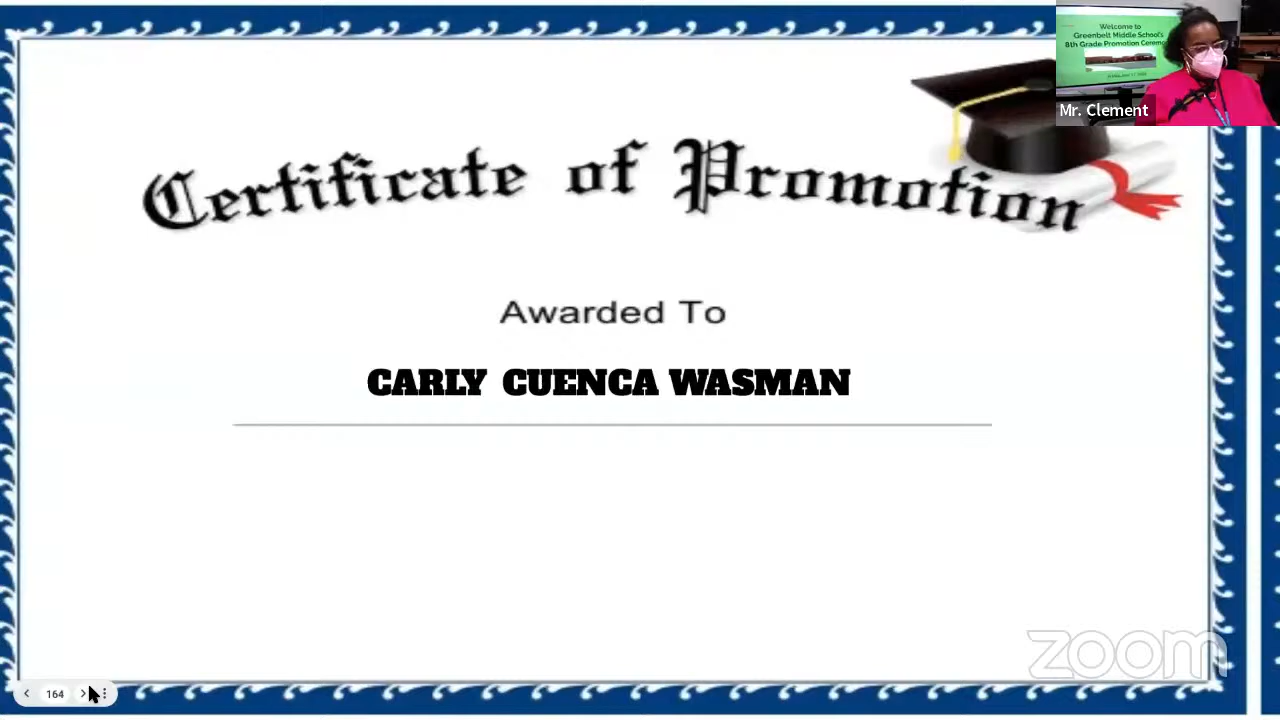 Welcome to
Greenbelt Middle School's
8th Grade Promotion Ceremo
Mr. Clement
Certificate of Promotion
Awarded To
CARLY CUENCA WASMAN
zoom
164